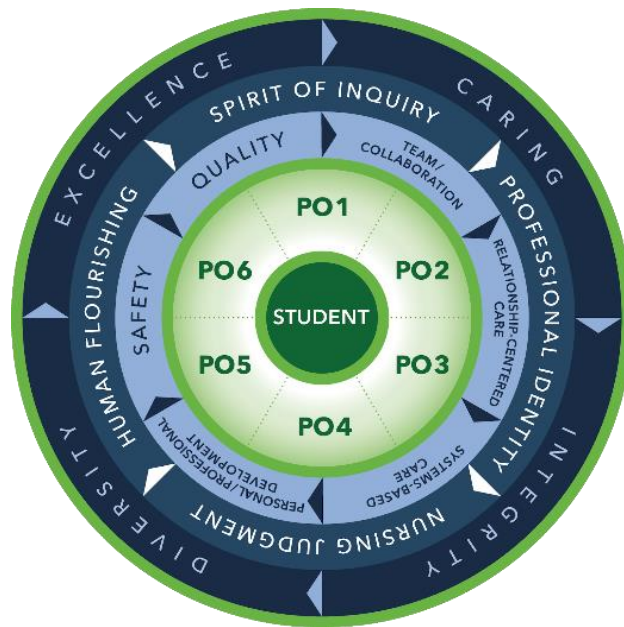 EXCELLENCE
CARING
INTEGRITY
DIVERSITY
SPIRIT OF INQUIRY
PROFESSIONAL IDENTITY
NURSING JUDGMENT
HUMAN FLOURISHING
QUALITY
TEAM/
COLLABORATION
RELATIONSHIP-CENTERED
CARE
SYSTEMS-BASED
CARE
PERSONAL/PROFESSIONAL
DEVELOPMENT
SAFETY
PO1
PO2
PO3
PO4
PO5
PO6
STUDENT